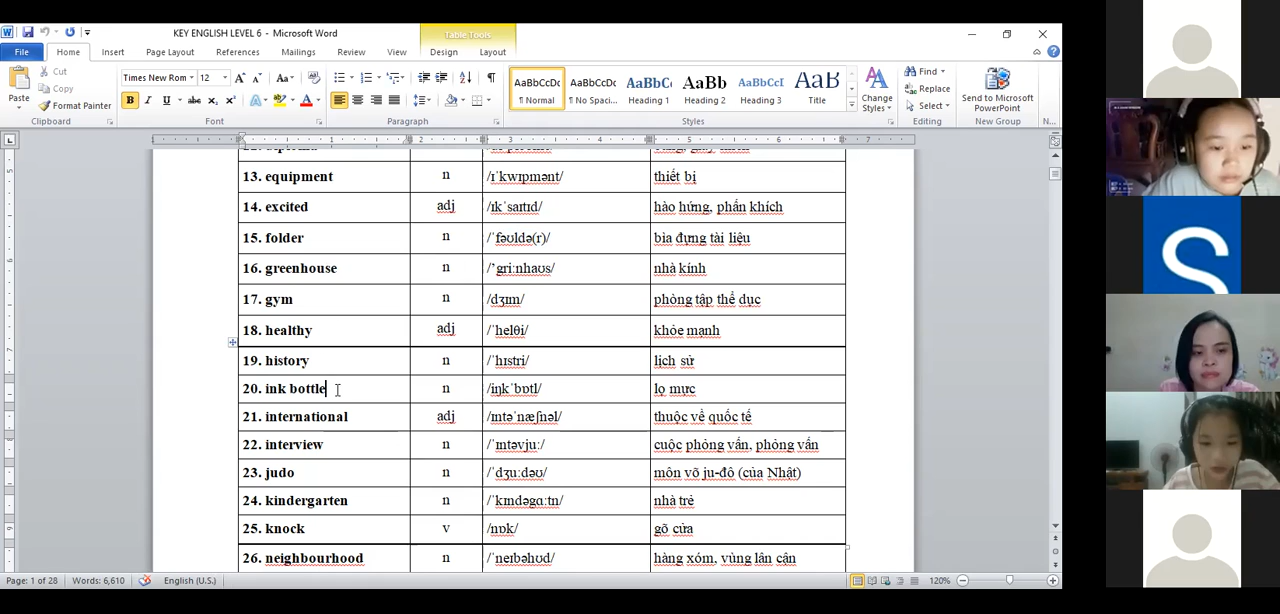 KEY ENGLISH LEVEL 6 - Microsoft Word
Table Tools
File Home Insert Page Layout References Mailings Review View Design Layout
Cut
Copy
Format Painter
Paste
Clipboard
Times New Rom 12
Font
Paragraph
AaBbCcDc AaBbCcDc AaBbC AaBb AaBbCcI AaB
¶ Normal ¶ No Spaci... Heading 1 Heading 2 Heading 3 Title
Styles
Change
Styles
Find
Replace
Select
Editing
Send to Microsoft
PowerPoint
New Group
N...
13. equipment n /ɪˈkwɪpmənt/ thiết bị
14. excited adj /ɪkˈsaɪtɪd/ hào hứng, phấn khích
15. folder n /ˈfəʊldə(r)/ bìa đựng tài liệu
16. greenhouse n /’gri:nhaʊs/ nhà kính
17. gym n /dʒɪm/ phòng tập thể dục
18. healthy adj /ˈhelθi/ khỏe mạnh
19. history n /ˈhɪstri/ lịch sử
20. ink bottle n /iŋkˈbɒtl/ lọ mực
21. international adj /ɪntəˈnæʃnəl/ thuộc về quốc tế
22. interview n /ˈɪntəvjuː/ cuộc phỏng vấn, phỏng vấn
23. judo n /ˈdʒuːdəʊ/ môn võ ju-đô (của Nhật)
24. kindergarten n /ˈkɪndəgɑːtn/ nhà trẻ
25. knock v /nɒk/ gõ cửa
26. neighbourhood n /ˈneɪbəhʊd/ hàng xóm, vùng lân cận
Page: 1 of 28 Words: 6,610 English (U.S.) 120%
S